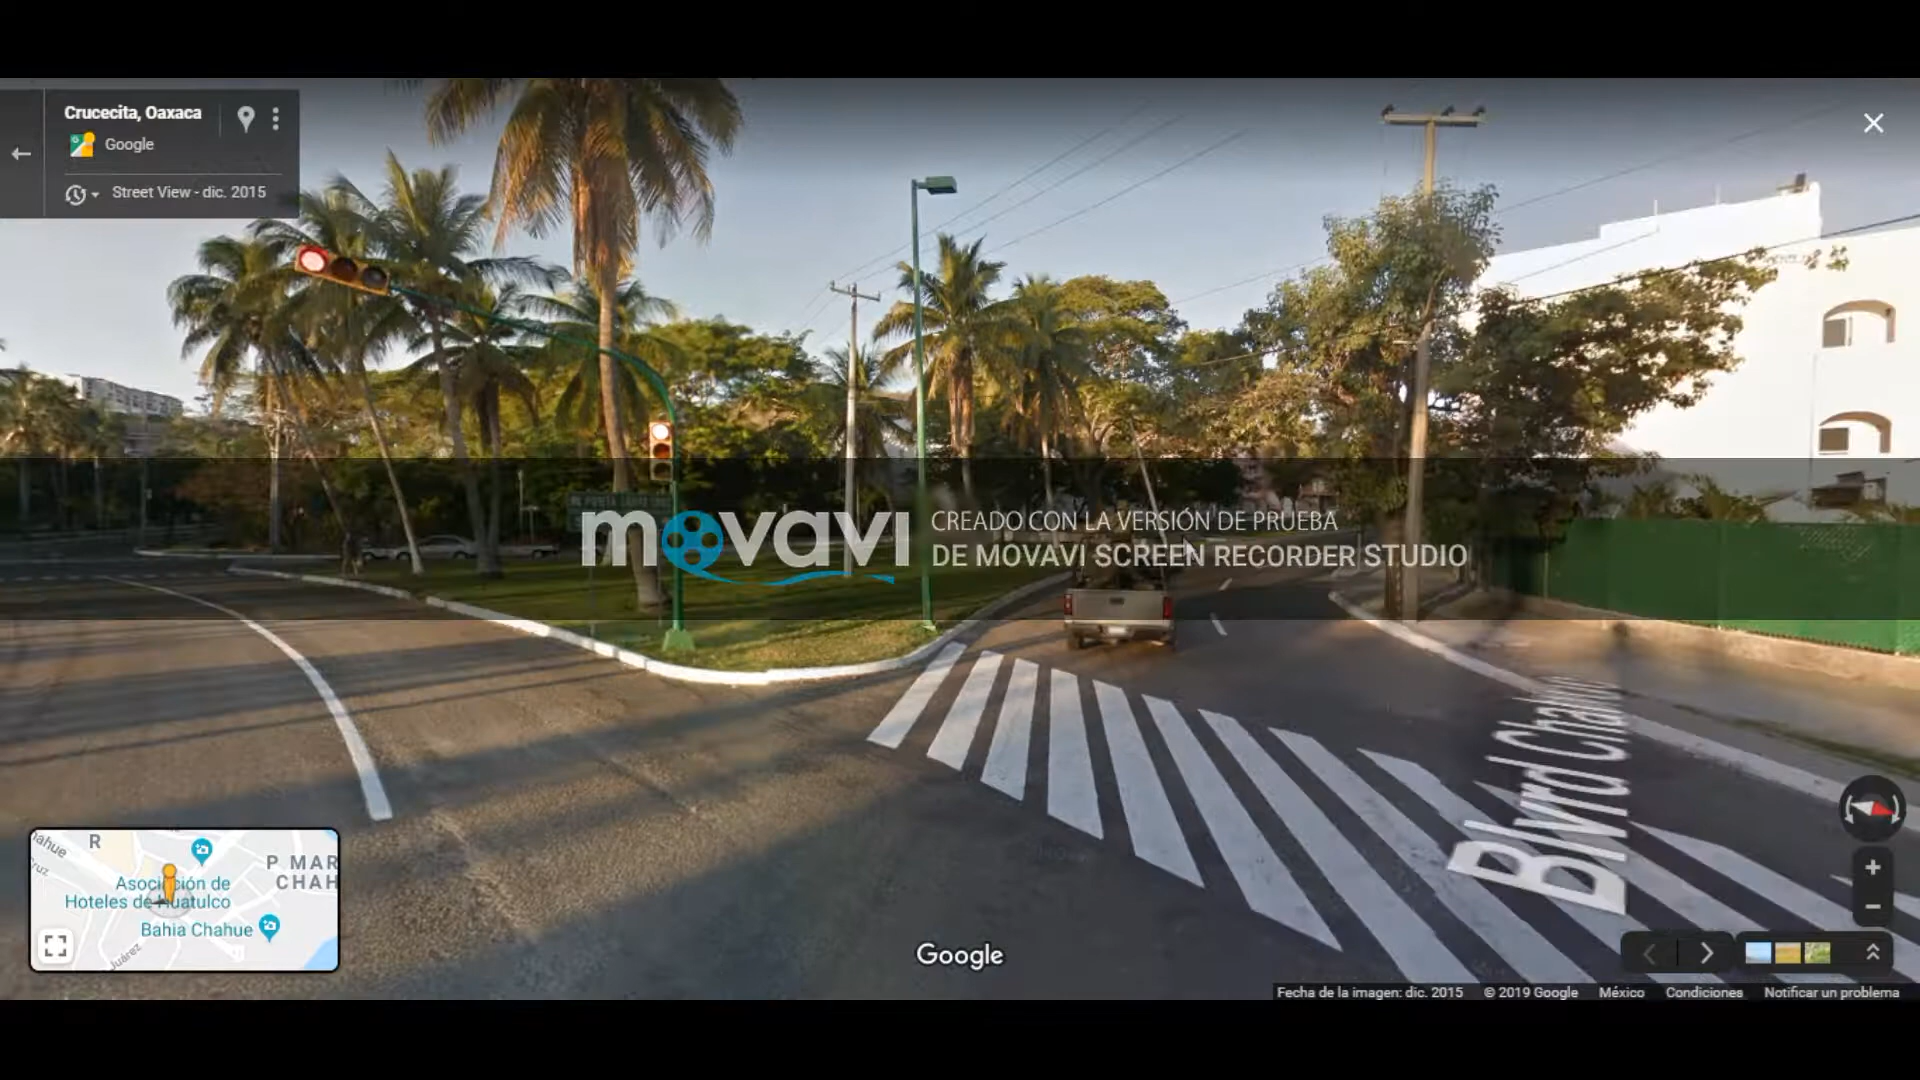 Crucecita, Oaxaca
Google
Street View - dic. 2015
movavi
CREADO CON LA VERSIÓN DE PRUEBA
DE MOVAVI SCREEN RECORDER STUDIO
Blvrd Chahue
R
P MAR
CHAH
Asociación de
Hoteles de Huatulco
Bahia Chahue
Juárez
Google
Fecha de la imagen: dic. 2015 © 2019 Google México Condiciones Notificar un problema